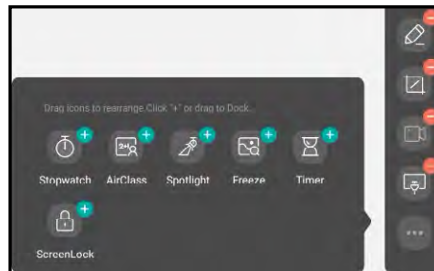 Drag icons to rearrange.Click "+" or drag to Dock.
Stopwatch AirClass Spotlight Freeze Timer
ScreenLock